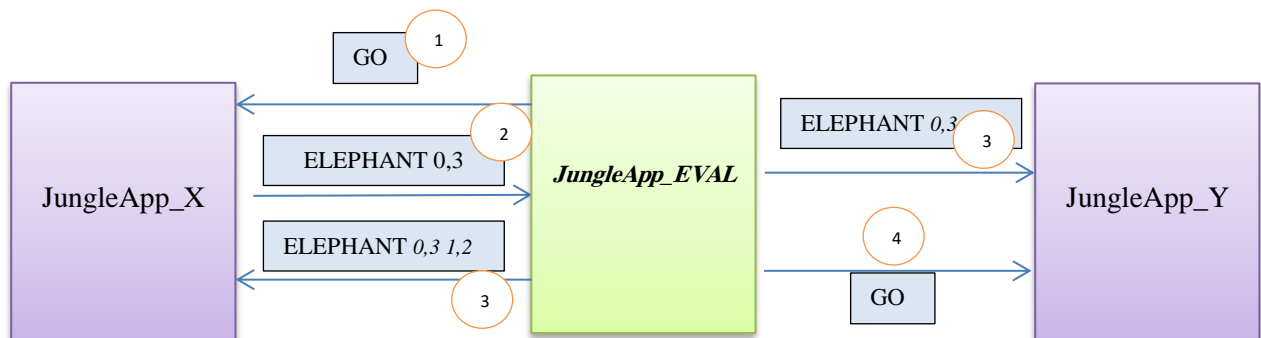 GO
1
JungleApp_X
ELEPHANT 0,3
2
ELEPHANT 0,3 1,2
3
JungleApp_EVAL
ELEPHANT 0,3
3
4
GO
JungleApp_Y